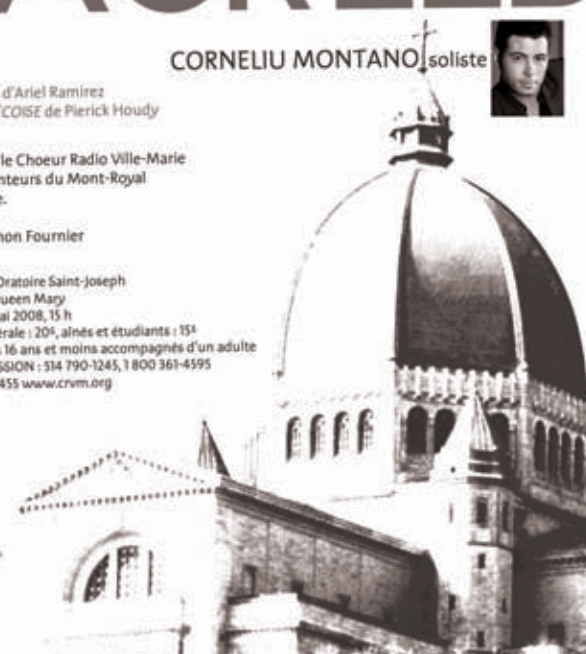 CORNELIU MONTANO soliste
d'Ariel Ramirez
COISE de Pierick Houdy
le Choeur Radio Ville-Marie
nteurs du Mont-Royal
e.
non Fournier
Oratoire Saint-Joseph
ueen Mary
ai 2008, 15 h
érale : 20$, aînés et étudiants : 15$
16 ans et moins accompagnés d'un adulte
SSION : 514 790-1245, 1 800 361-4595
455 www.crvm.org